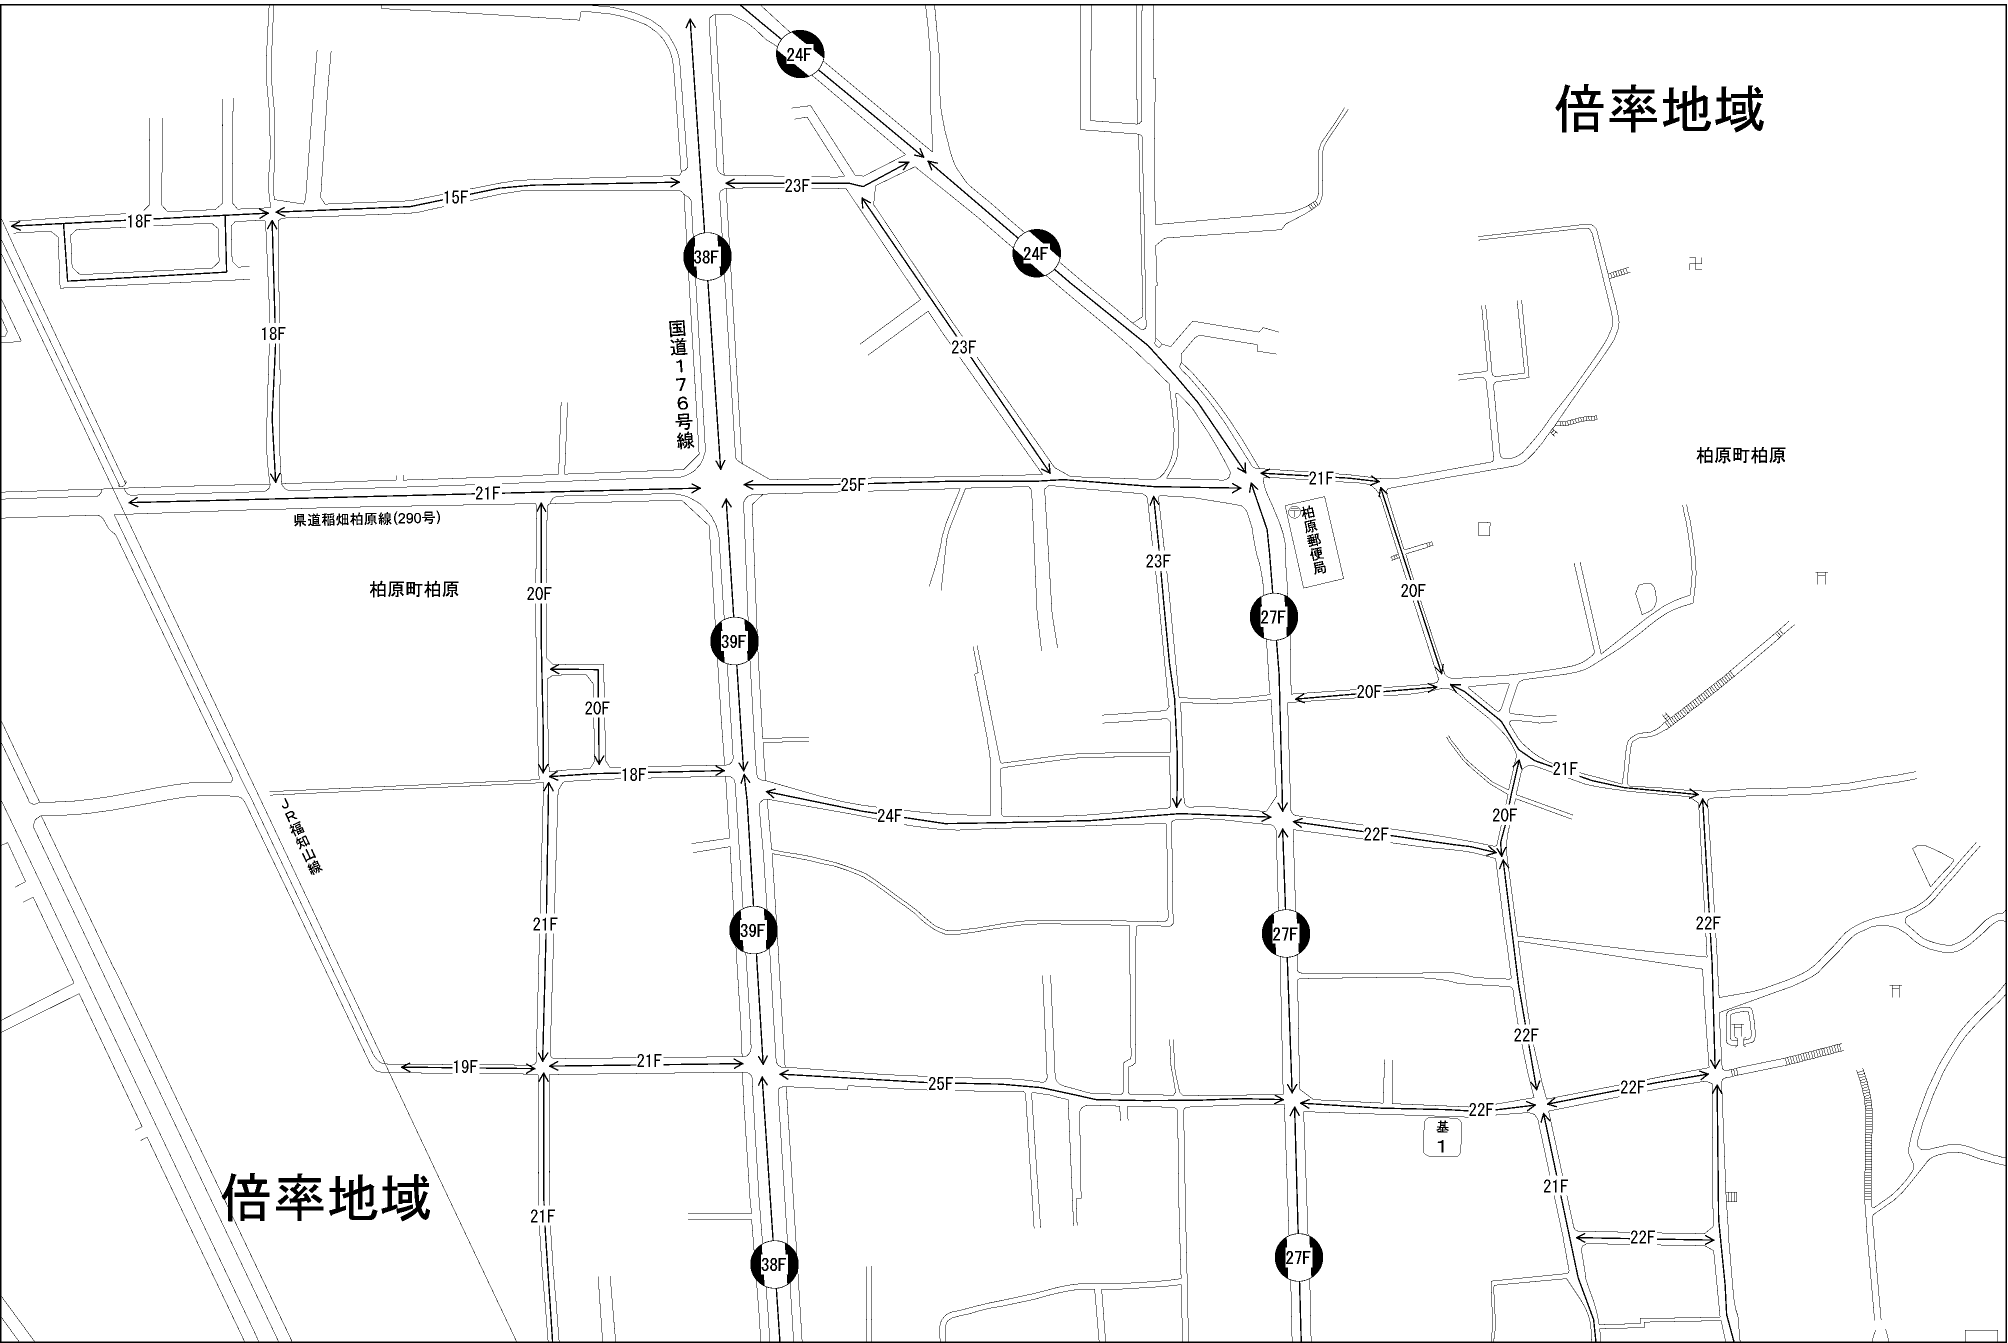 24F
倍率地域
23F
15F
18F
38F
24F
18F
国道176号線
23F
柏原町柏原
21F
25F
21F
県道稲畑柏原線(290号)
柏原郵便局
23F
柏原町柏原
20F
20F
27F
39F
20F
20F
21F
18F
24F
20F
22F
JR福知山線
21F
22F
39F
27F
22F
19F
21F
25F
22F
22F
基
1
倍率地域
21F
21F
22F
38F
27F